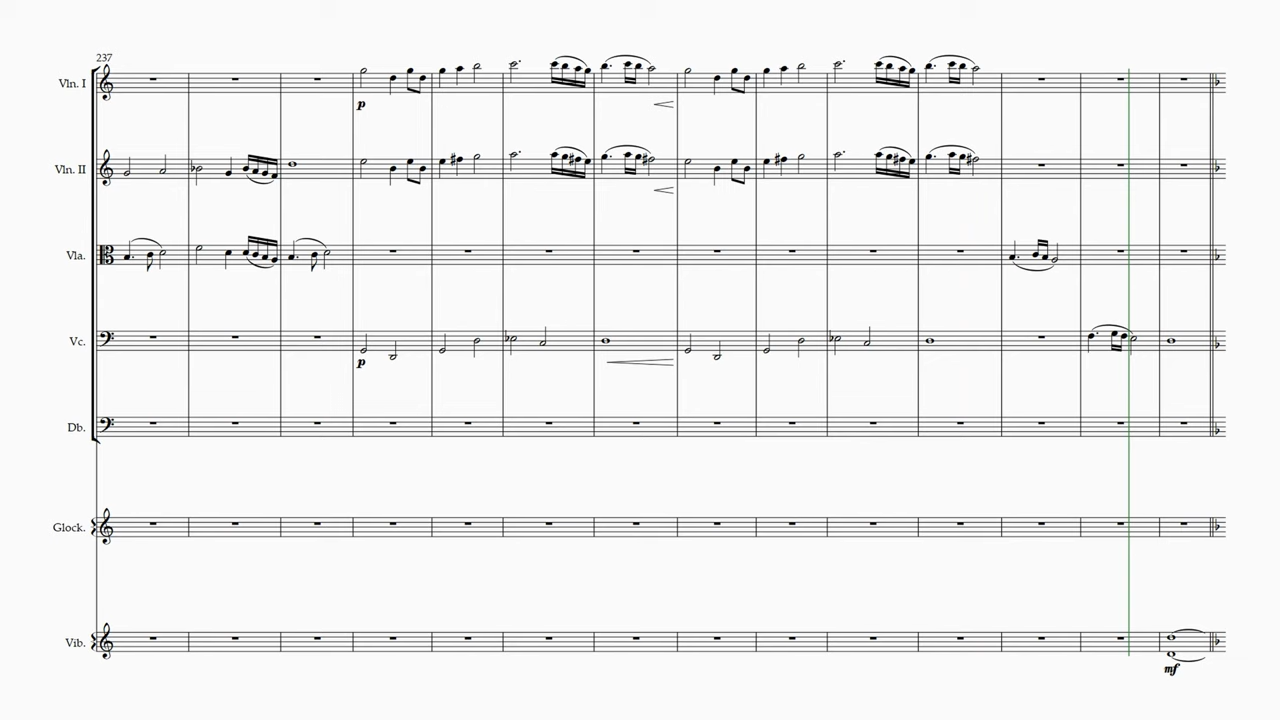 237
Vln. I
p
Vln. II
Vla.
Vc.
p
Db.
Glock.
Vib.
mf